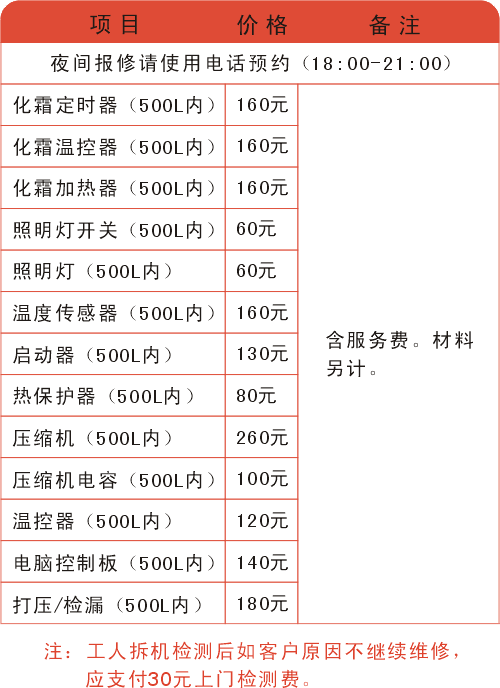 项目 价格 备注
夜间报修请使用电话预约（18:00-21:00）
化霜定时器（500L内） 160元
化霜温控器（500L内） 160元
化霜加热器（500L内） 160元
照明灯开关（500L内） 60元
照明灯（500L内） 60元
温度传感器（500L内） 160元
启动器（500L内） 130元
热保护器（500L内） 80元
压缩机（500L内） 260元
压缩机电容（500L内） 100元
温控器（500L内） 120元
电脑控制板（500L内） 140元
打压/检漏（500L内） 180元
含服务费。材料
另计。
注：工人拆机检测后如客户原因不继续维修，
应支付30元上门检测费。